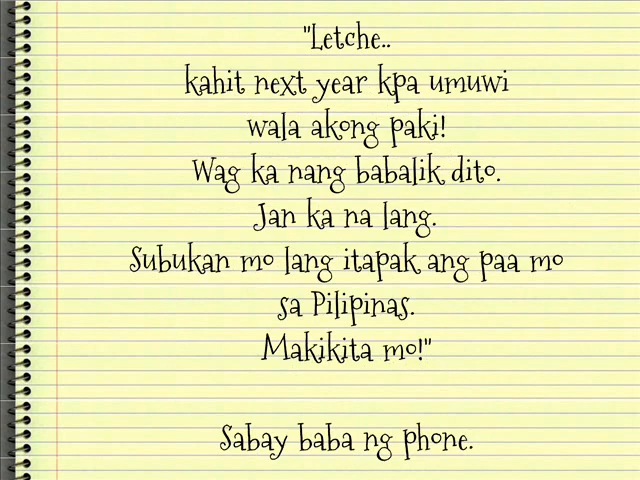 "Letche..
kahit next year kpa umuwi
wala akong paki!
Wag ka nang babalik dito.
Jan ka na lang.
Subukan mo lang itapak ang paa mo
sa Pilipinas.
Makikita mo!"
Sabay baba ng phone.